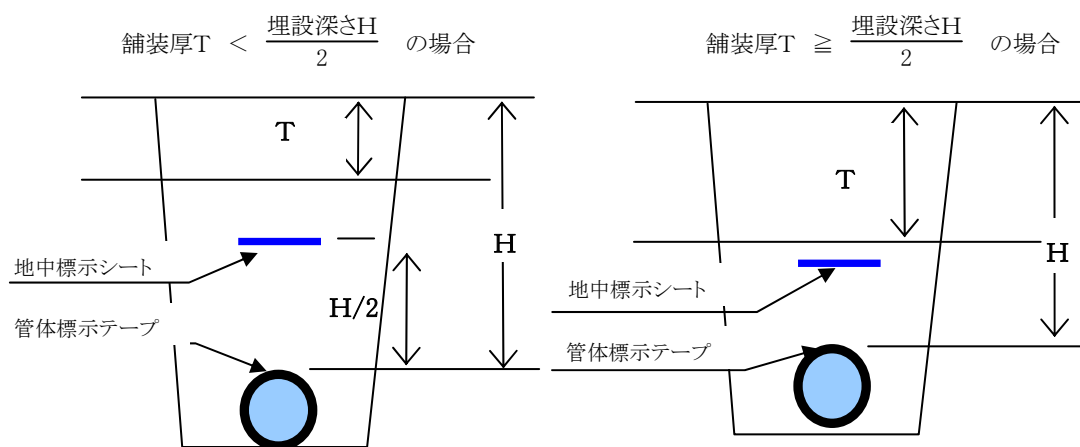 舗装厚T ＜ 埋設深さH/2 の場合
T
H
地中標示シート
H/2
管体標示テープ
舗装厚T ≧ 埋設深さH/2 の場合
T
H
地中標示シート
管体標示テープ